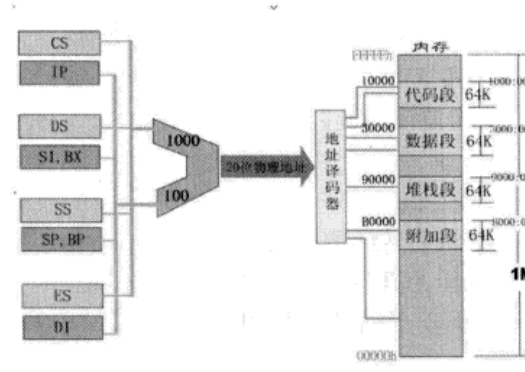 CS
IP
DS
SI,BX
SS
SP,BP
ES
DI
1000
100
20位物理地址
地址译码器
内存
10000
代码段
64K
数据段
64K
90000
堆栈段
64K
B0000
附加段
64K
1M
00000h